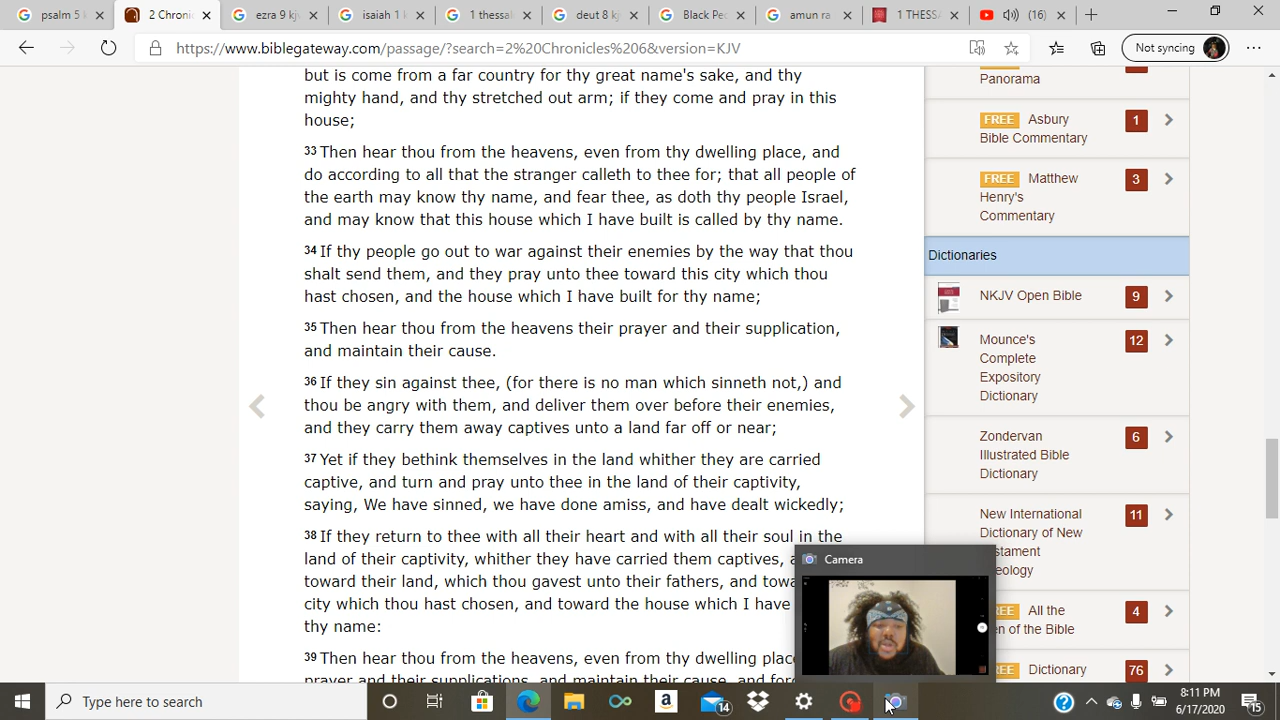 psalm 5 k
2 Chronic
ezra 9 kj
isaiah 1 k
1 thessal
deut 8 kj
Black Peo
amun ra
1 THESSA
(16)
https://www.biblegateway.com/passage/?search=2%20Chronicles%206&version=KJV
Not syncing
but is come from a far country for thy great name's sake, and thy
mighty hand, and thy stretched out arm; if they come and pray in this
house;
33 Then hear thou from the heavens, even from thy dwelling place, and
do according to all that the stranger calleth to thee for; that all people of
the earth may know thy name, and fear thee, as doth thy people Israel,
and may know that this house which I have built is called by thy name.
34 If thy people go out to war against their enemies by the way that thou
shalt send them, and they pray unto thee toward this city which thou
hast chosen, and the house which I have built for thy name;
35 Then hear thou from the heavens their prayer and their supplication,
and maintain their cause.
36 If they sin against thee, (for there is no man which sinneth not,) and
thou be angry with them, and deliver them over before their enemies,
and they carry them away captives unto a land far off or near;
37 Yet if they bethink themselves in the land whither they are carried
captive, and turn and pray unto thee in the land of their captivity,
saying, We have sinned, we have done amiss, and have dealt wickedly;
38 If they return to thee with all their heart and with all their soul in the
land of their captivity, whither they have carried them captives, a
toward their land, which thou gavest unto their fathers, and towa
city which thou hast chosen, and toward the house which I have
thy name:
39 Then hear thou from the heavens, even from thy dwelling plac
prayer and their supplications, and maintain their cause, and for
Panorama
FREE Asbury
Bible Commentary
1
FREE Matthew
Henry's
Commentary
3
Dictionaries
NKJV Open Bible
9
Mounce's
Complete
Expository
Dictionary
12
Zondervan
Illustrated Bible
Dictionary
6
New International
Dictionary of New
stament
eology
11
REE All the
en of the Bible
4
REE Dictionary
76
Camera
Type here to search
14
8:11 PM
6/17/2020
15